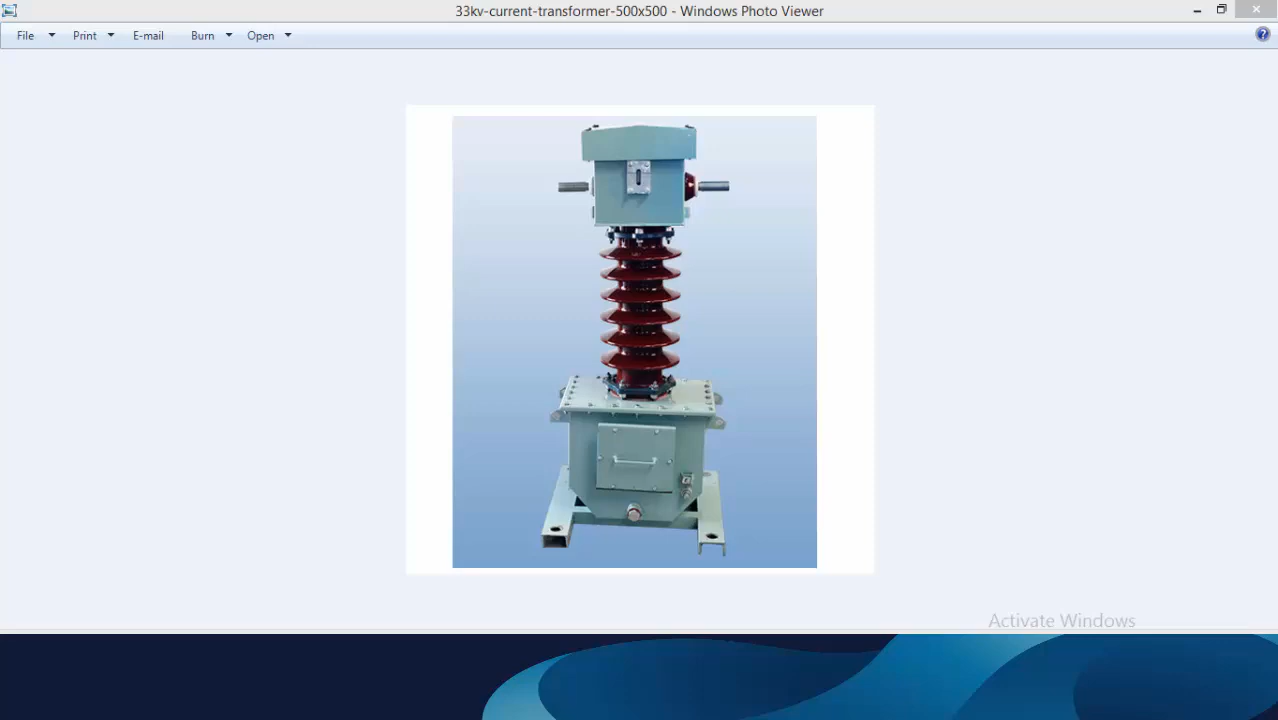 33kv-current-transformer-500x500 - Windows Photo Viewer
File Print E-mail Burn Open
Activate Windows